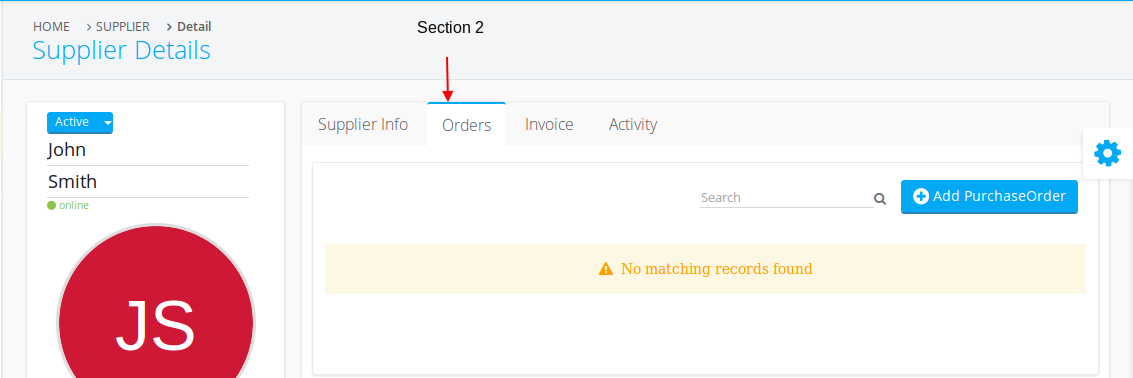 HOME > SUPPLIER > Detail
Supplier Details
Section 2
Active
John
Smith
online
JS
Supplier Info Orders Invoice Activity
Search
Add PurchaseOrder
No matching records found